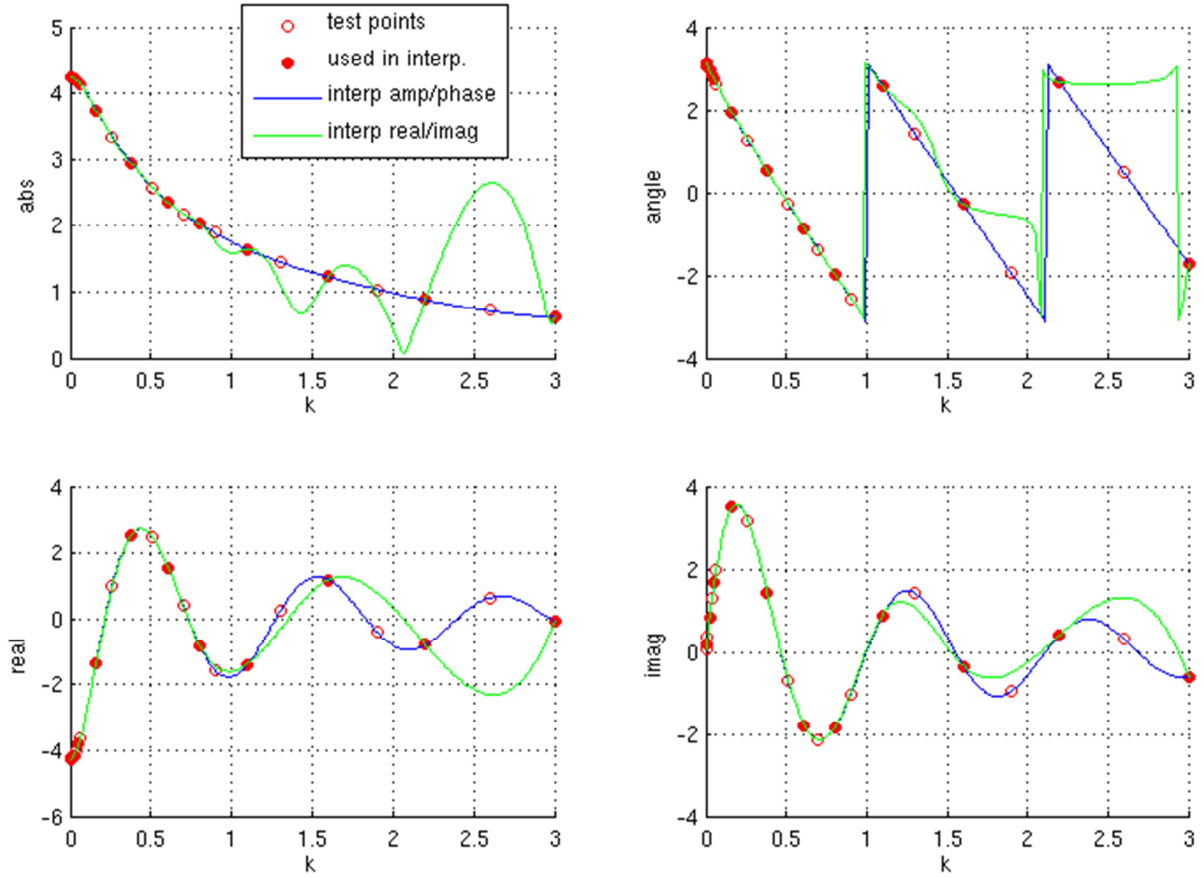 test points
used in interp.
interp amp/phase
interp real/imag
5
4
3
2
1
0
abs
0 0.5 1 1.5 2 2.5 3
k
4
2
0
-2
-4
angle
0 0.5 1 1.5 2 2.5 3
k
4
2
0
-2
-4
-6
real
0 0.5 1 1.5 2 2.5 3
k
4
2
0
-2
-4
imag
0 0.5 1 1.5 2 2.5 3
k